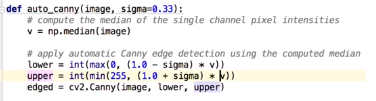 def auto_canny(image, sigma=0.33):
    # compute the median of the single channel pixel intensities
    v = np.median(image)

    # apply automatic Canny edge detection using the computed median
    lower = int(max(0, (1.0 - sigma) * v))
    upper = int(min(255, (1.0 + sigma) * v))
    edged = cv2.Canny(image, lower, upper)